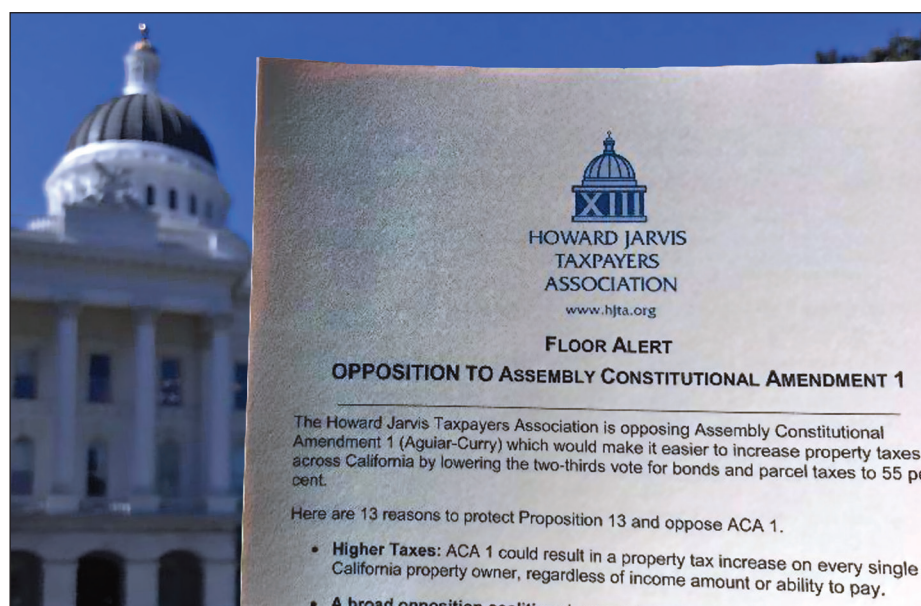 XIII
HOWARD JARVIS
TAXPAYERS
ASSOCIATION
www.hjta.org
FLOOR ALERT
OPPOSITION TO ASSEMBLY CONSTITUTIONAL AMENDMENT 1
The Howard Jarvis Taxpayers Association is opposing Assembly Constitutional
Amendment 1 (Aguiar-Curry) which would make it easier to increase property taxes
across California by lowering the two-thirds vote for bonds and parcel taxes to 55 pe
cent.
Here are 13 reasons to protect Proposition 13 and oppose ACA 1.
• Higher Taxes: ACA 1 could result in a property tax increase on every single
California property owner, regardless of income amount or ability to pay.
• A broad opposition